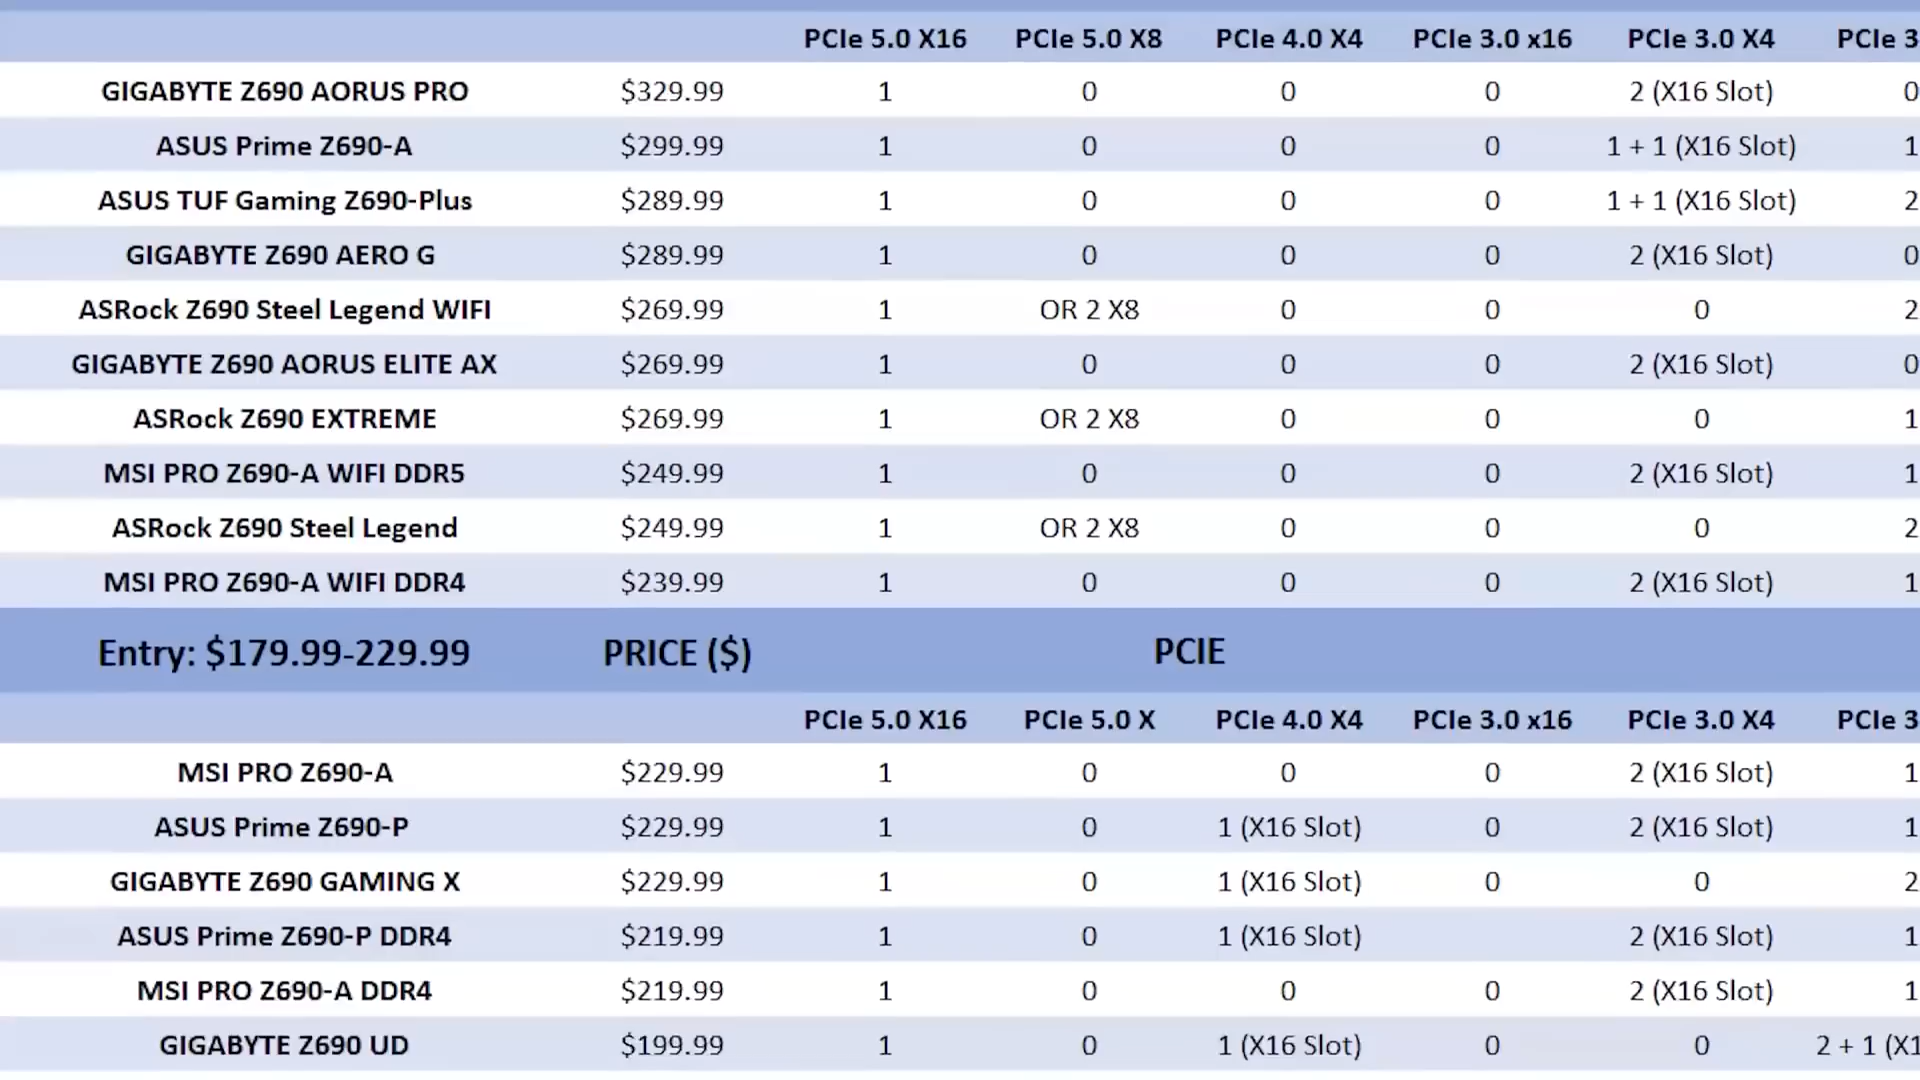 PCIe 5.0 X16 PCIe 5.0 X8 PCIe 4.0 X4 PCIe 3.0 x16 PCIe 3.0 X4 PCIe 3
GIGABYTE Z690 AORUS PRO $329.99 1 0 0 0 2 (X16 Slot) 0
ASUS Prime Z690-A $299.99 1 0 0 0 1 + 1 (X16 Slot) 1
ASUS TUF Gaming Z690-Plus $289.99 1 0 0 0 1 + 1 (X16 Slot) 2
GIGABYTE Z690 AERO G $289.99 1 0 0 0 2 (X16 Slot) 0
ASRock Z690 Steel Legend WIFI $269.99 1 OR 2 X8 0 0 0 2
GIGABYTE Z690 AORUS ELITE AX $269.99 1 0 0 0 2 (X16 Slot) 0
ASRock Z690 EXTREME $269.99 1 OR 2 X8 0 0 0 1
MSI PRO Z690-A WIFI DDR5 $249.99 1 0 0 0 2 (X16 Slot) 1
ASRock Z690 Steel Legend $249.99 1 OR 2 X8 0 0 0 2
MSI PRO Z690-A WIFI DDR4 $239.99 1 0 0 0 2 (X16 Slot) 1
Entry: $179.99-229.99 PRICE ($) PCIE
PCIe 5.0 X16 PCIe 5.0 X PCIe 4.0 X4 PCIe 3.0 x16 PCIe 3.0 X4 PCIe 3
MSI PRO Z690-A $229.99 1 0 0 0 2 (X16 Slot) 1
ASUS Prime Z690-P $229.99 1 0 1 (X16 Slot) 0 2 (X16 Slot) 1
GIGABYTE Z690 GAMING X $229.99 1 0 1 (X16 Slot) 0 0 2
ASUS Prime Z690-P DDR4 $219.99 1 0 1 (X16 Slot) 2 (X16 Slot) 1
MSI PRO Z690-A DDR4 $219.99 1 0 0 0 2 (X16 Slot) 1
GIGABYTE Z690 UD $199.99 1 0 1 (X16 Slot) 0 0 2 + 1 (X1